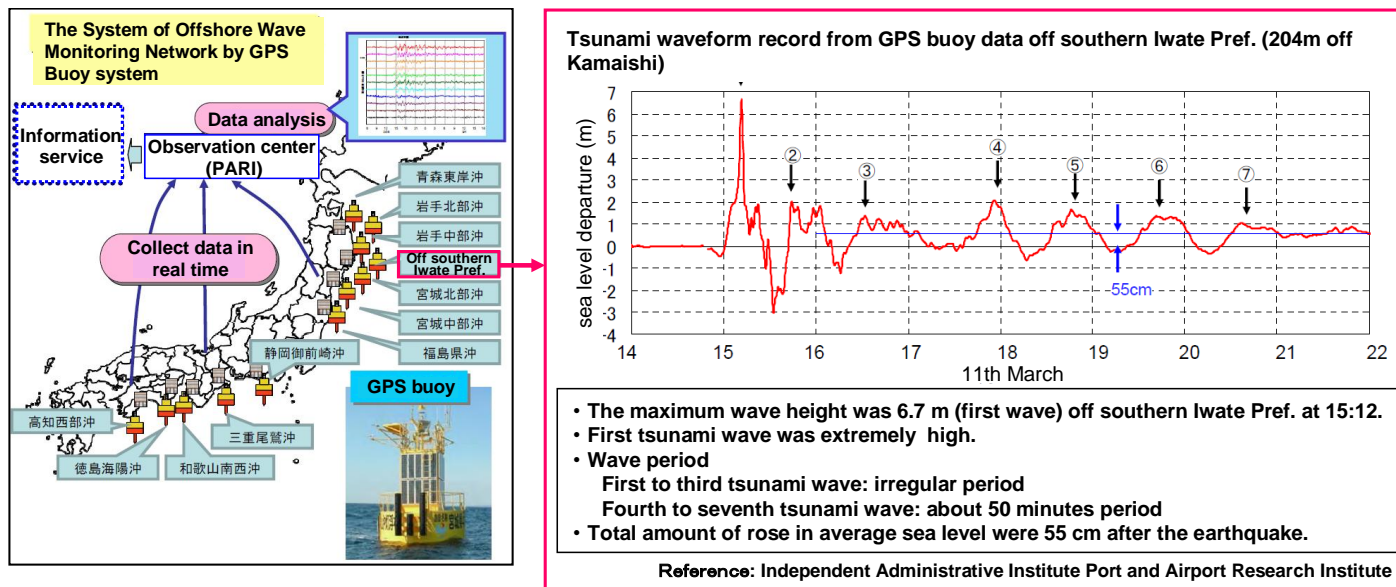 The System of Offshore Wave
Monitoring Network by GPS
Buoy system
Data analysis
Information
service
Observation center
(PARI)
Collect data in
real time
青森東岸沖
岩手北部沖
岩手中部沖
Off southern
Iwate Pref.
宮城北部沖
宮城中部沖
福島県沖
静岡御前崎沖
GPS buoy
高知西部沖
三重尾鷲沖
徳島海陽沖
和歌山南西沖
Tsunami waveform record from GPS buoy data off southern Iwate Pref. (204m off
Kamaishi)
sea level departure (m)
7
6
5
4
3
2
1
0
-1
-2
-3
-4
② ③ ④ ⑤ ⑥ ⑦
55cm
14 15 16 17 18 19 20 21 22
11th March
• The maximum wave height was 6.7 m (first wave) off southern Iwate Pref. at 15:12.
• First tsunami wave was extremely high.
• Wave period
First to third tsunami wave: irregular period
Fourth to seventh tsunami wave: about 50 minutes period
• Total amount of rose in average sea level were 55 cm after the earthquake.
Reference: Independent Administrative Institute Port and Airport Research Institute